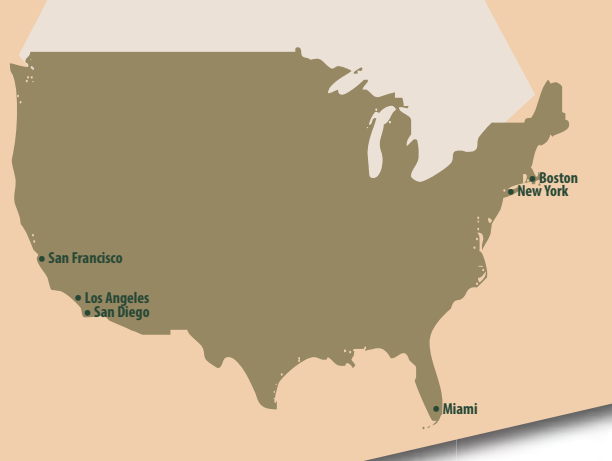 Boston
New York
San Francisco
Los Angeles
San Diego
Miami